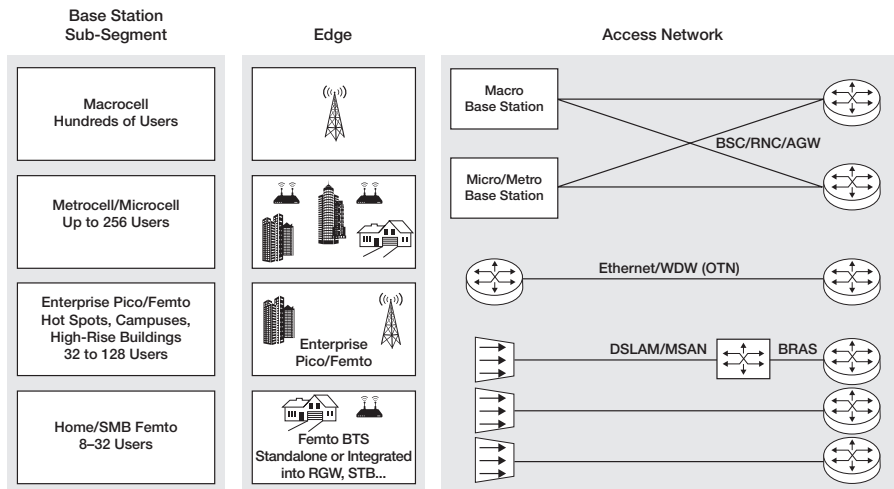 Base Station
Sub-Segment
Edge
Access Network
Macrocell
Hundreds of Users
Macro
Base Station
BSC/RNC/AGW
Metrocell/Microcell
Up to 256 Users
Micro/Metro
Base Station
Ethernet/WDW (OTN)
Enterprise Pico/Femto
Hot Spots, Campuses,
High-Rise Buildings
32 to 128 Users
Enterprise
Pico/Femto
DSLAM/MSAN
BRAS
Home/SMB Femto
8–32 Users
Femto BTS
Standalone or Integrated
into RGW, STB...